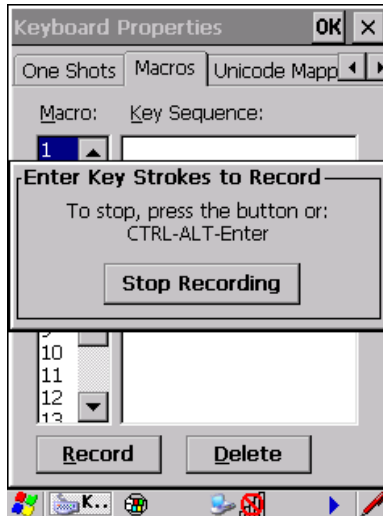 Keyboard Properties OK
One Shots Macros Unicode Mapp
Macro: Key Sequence:
1
Enter Key Strokes to Record
To stop, press the button or:
CTRL-ALT-Enter
Stop Recording
10
11
12
13
Record Delete
K..